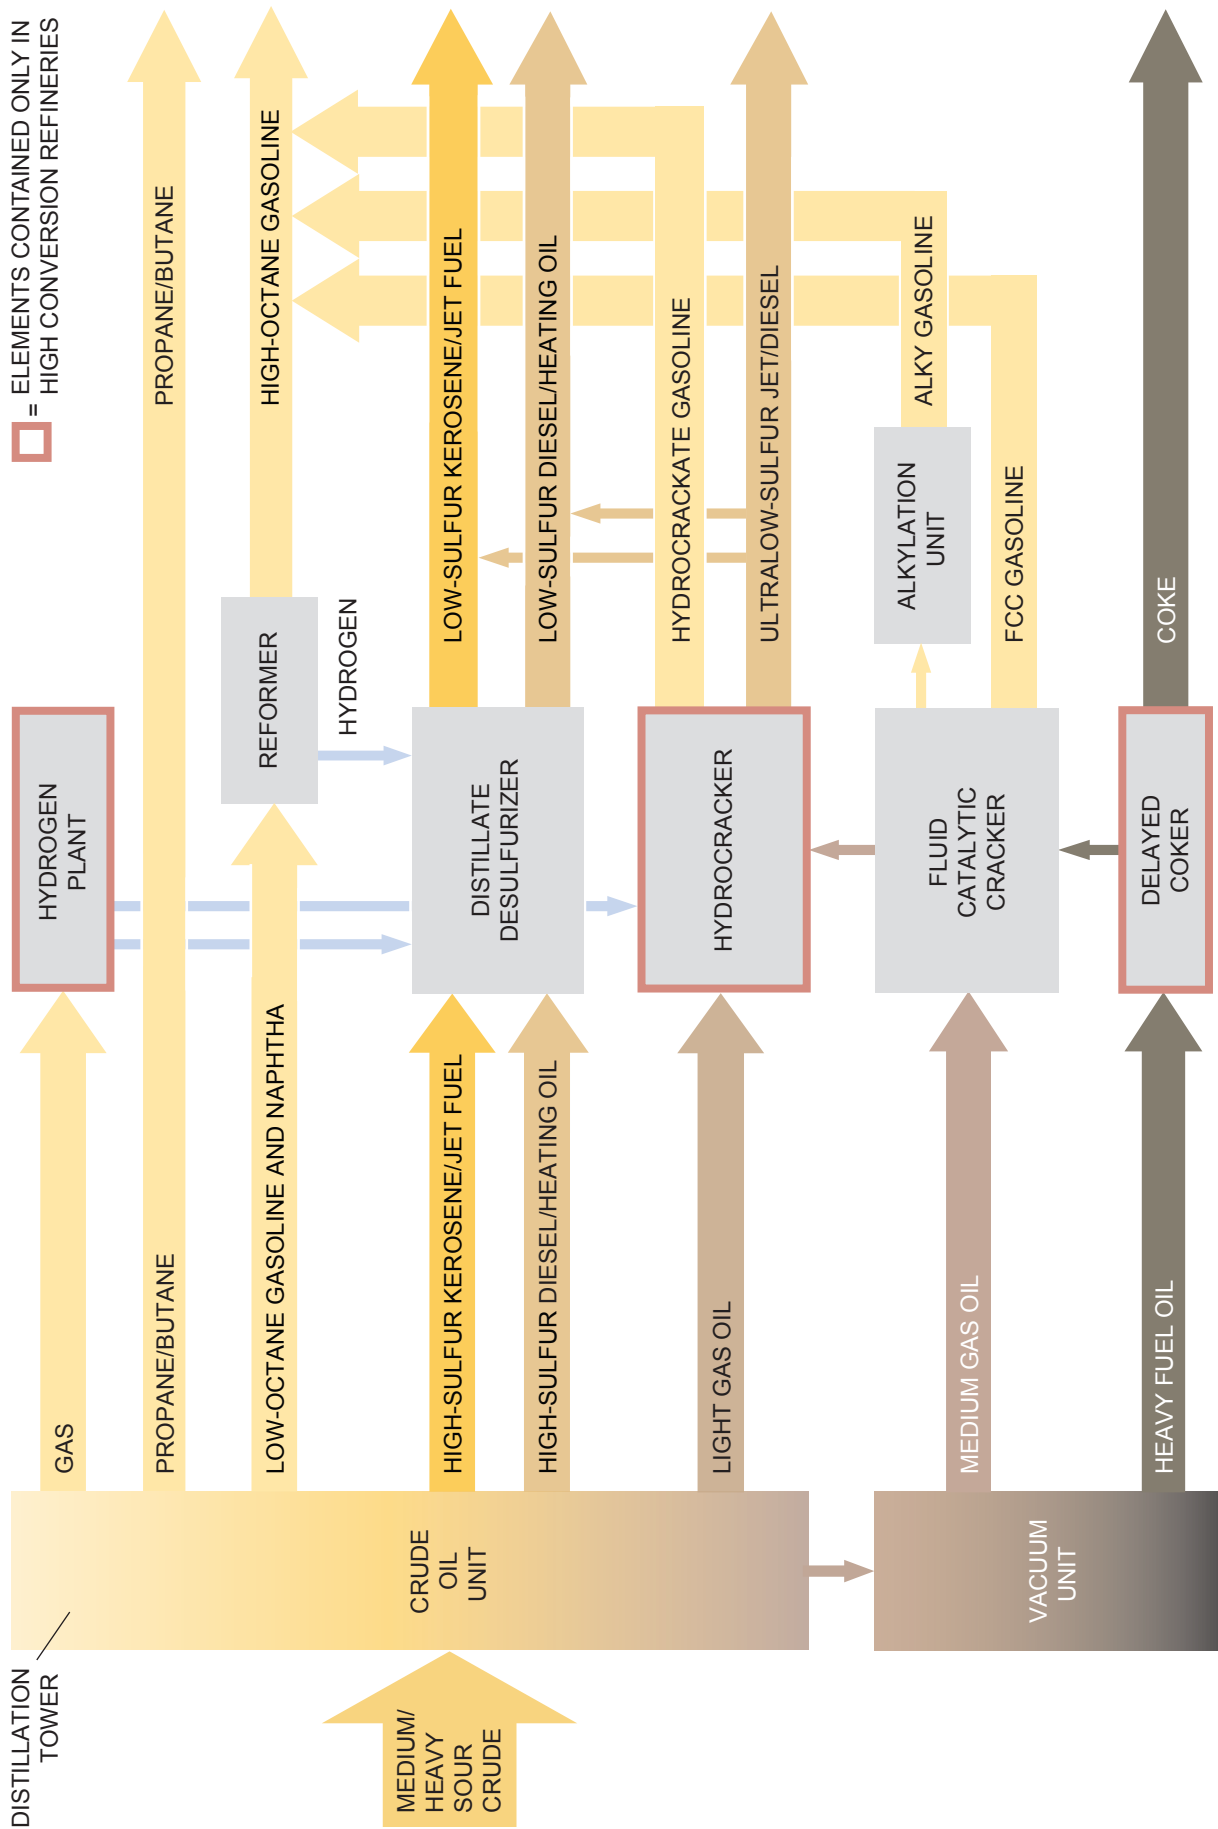 DISTILLATION
TOWER
= ELEMENTS CONTAINED ONLY IN
HIGH CONVERSION REFINERIES
MEDIUM/
HEAVY
SOUR
CRUDE
CRUDE
OIL
UNIT
VACUUM
UNIT
GAS
HYDROGEN
PLANT
PROPANE/BUTANE
PROPANE/BUTANE
LOW-OCTANE GASOLINE AND NAPHTHA
REFORMER
HIGH-OCTANE GASOLINE
HYDROGEN
HIGH-SULFUR KEROSENE/JET FUEL
HIGH-SULFUR DIESEL/HEATING OIL
DISTILLATE
DESULFURIZER
LOW-SULFUR KEROSENE/JET FUEL
LOW-SULFUR DIESEL/HEATING OIL
LIGHT GAS OIL
HYDROCRACKER
HYDROCRACKATE GASOLINE
ULTRALOW-SULFUR JET/DIESEL
MEDIUM GAS OIL
FLUID
CATALYTIC
CRACKER
ALKYLATION
UNIT
ALKY GASOLINE
FCC GASOLINE
HEAVY FUEL OIL
DELAYED
COKER
COKE